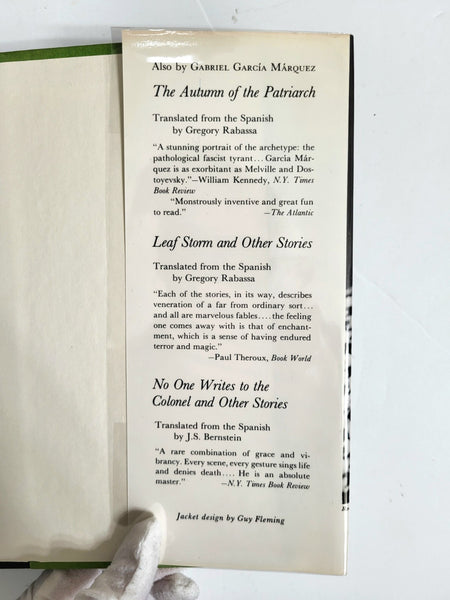 Also by GABRIEL GARCÍA MÁRQUEZ
The Autumn of the Patriarch
Translated from the Spanish
by Gregory Rabassa
"A stunning portrait of the archetype: the
pathological fascist tyrant... García Már-
quez is as exorbitant as Melville and Dos-
toyevsky."—William Kennedy, N.Y. Times
Book Review
"Monstrously inventive and great fun
to read." —The Atlantic
Leaf Storm and Other Stories
Translated from the Spanish
by Gregory Rabassa
"Each of the stories, in its way, describes
veneration of a far from ordinary sort...
and all are marvelous fables....the feeling
one comes away with is that of enchant-
ment, which is a sense of having endured
terror and magic."
—Paul Theroux, Book World
No One Writes to the
Colonel and Other Stories
Translated from the Spanish
by J.S. Bernstein
"A rare combination of grace and vi-
brancy. Every scene, every gesture sings life
and denies death.... He is an absolute
master." —N.Y. Times Book Review
Jacket design by Guy Fleming